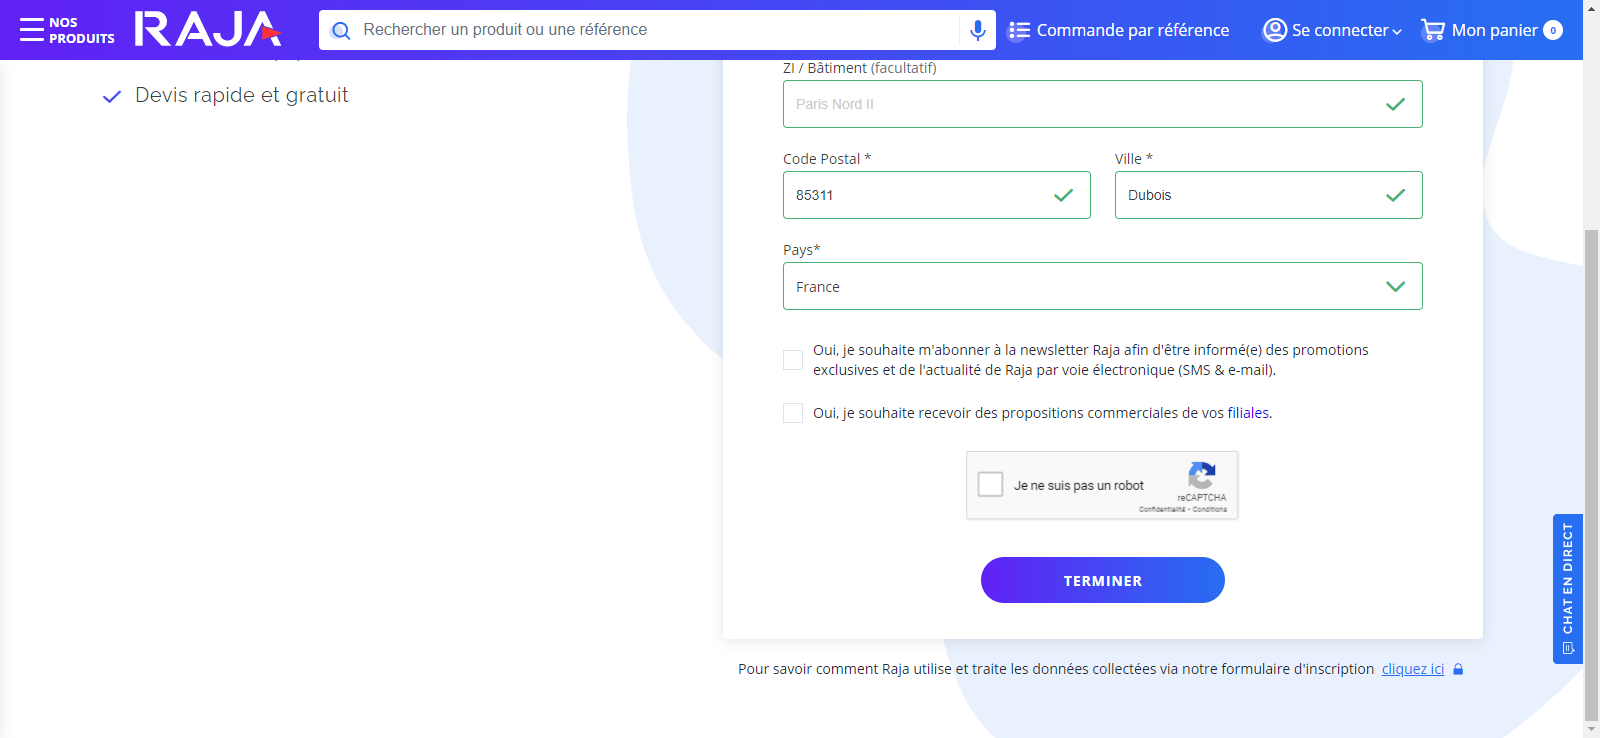 NOS
PRODUITS
RAJA
Rechercher un produit ou une référence
Commande par référence
Se connecter
Mon panier 0
ZI / Bâtiment (facultatif)
Devis rapide et gratuit
Paris Nord II
Code Postal *
Ville *
85311
Dubois
Pays*
France
Oui, je souhaite m'abonner à la newsletter Raja afin d'être informé(e) des promotions
exclusives et de l'actualité de Raja par voie électronique (SMS & e-mail).
Oui, je souhaite recevoir des propositions commerciales de vos filiales.
Je ne suis pas un robot
reCAPTCHA
Confidentialité - Conditions
TERMINER
CHAT EN DIRECT
Pour savoir comment Raja utilise et traite les données collectées via notre formulaire d'inscription cliquez ici